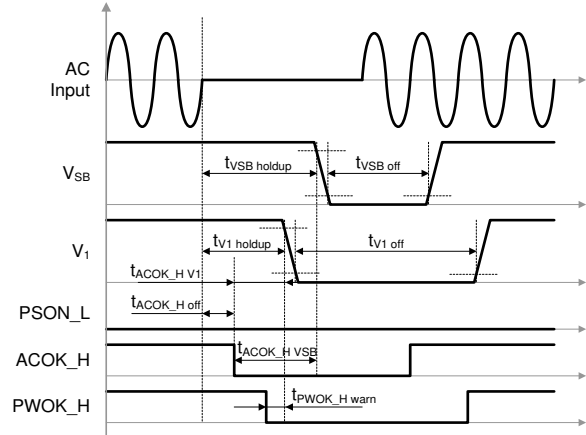 AC
Input
VSB
tVSB holdup
tVSB off
V1
tV1 holdup
tV1 off
tACOK_H V1
tACOK_H off
PSON_L
ACOK_H
tACOK_H VSB
PWOK_H
tPWOK_H warn